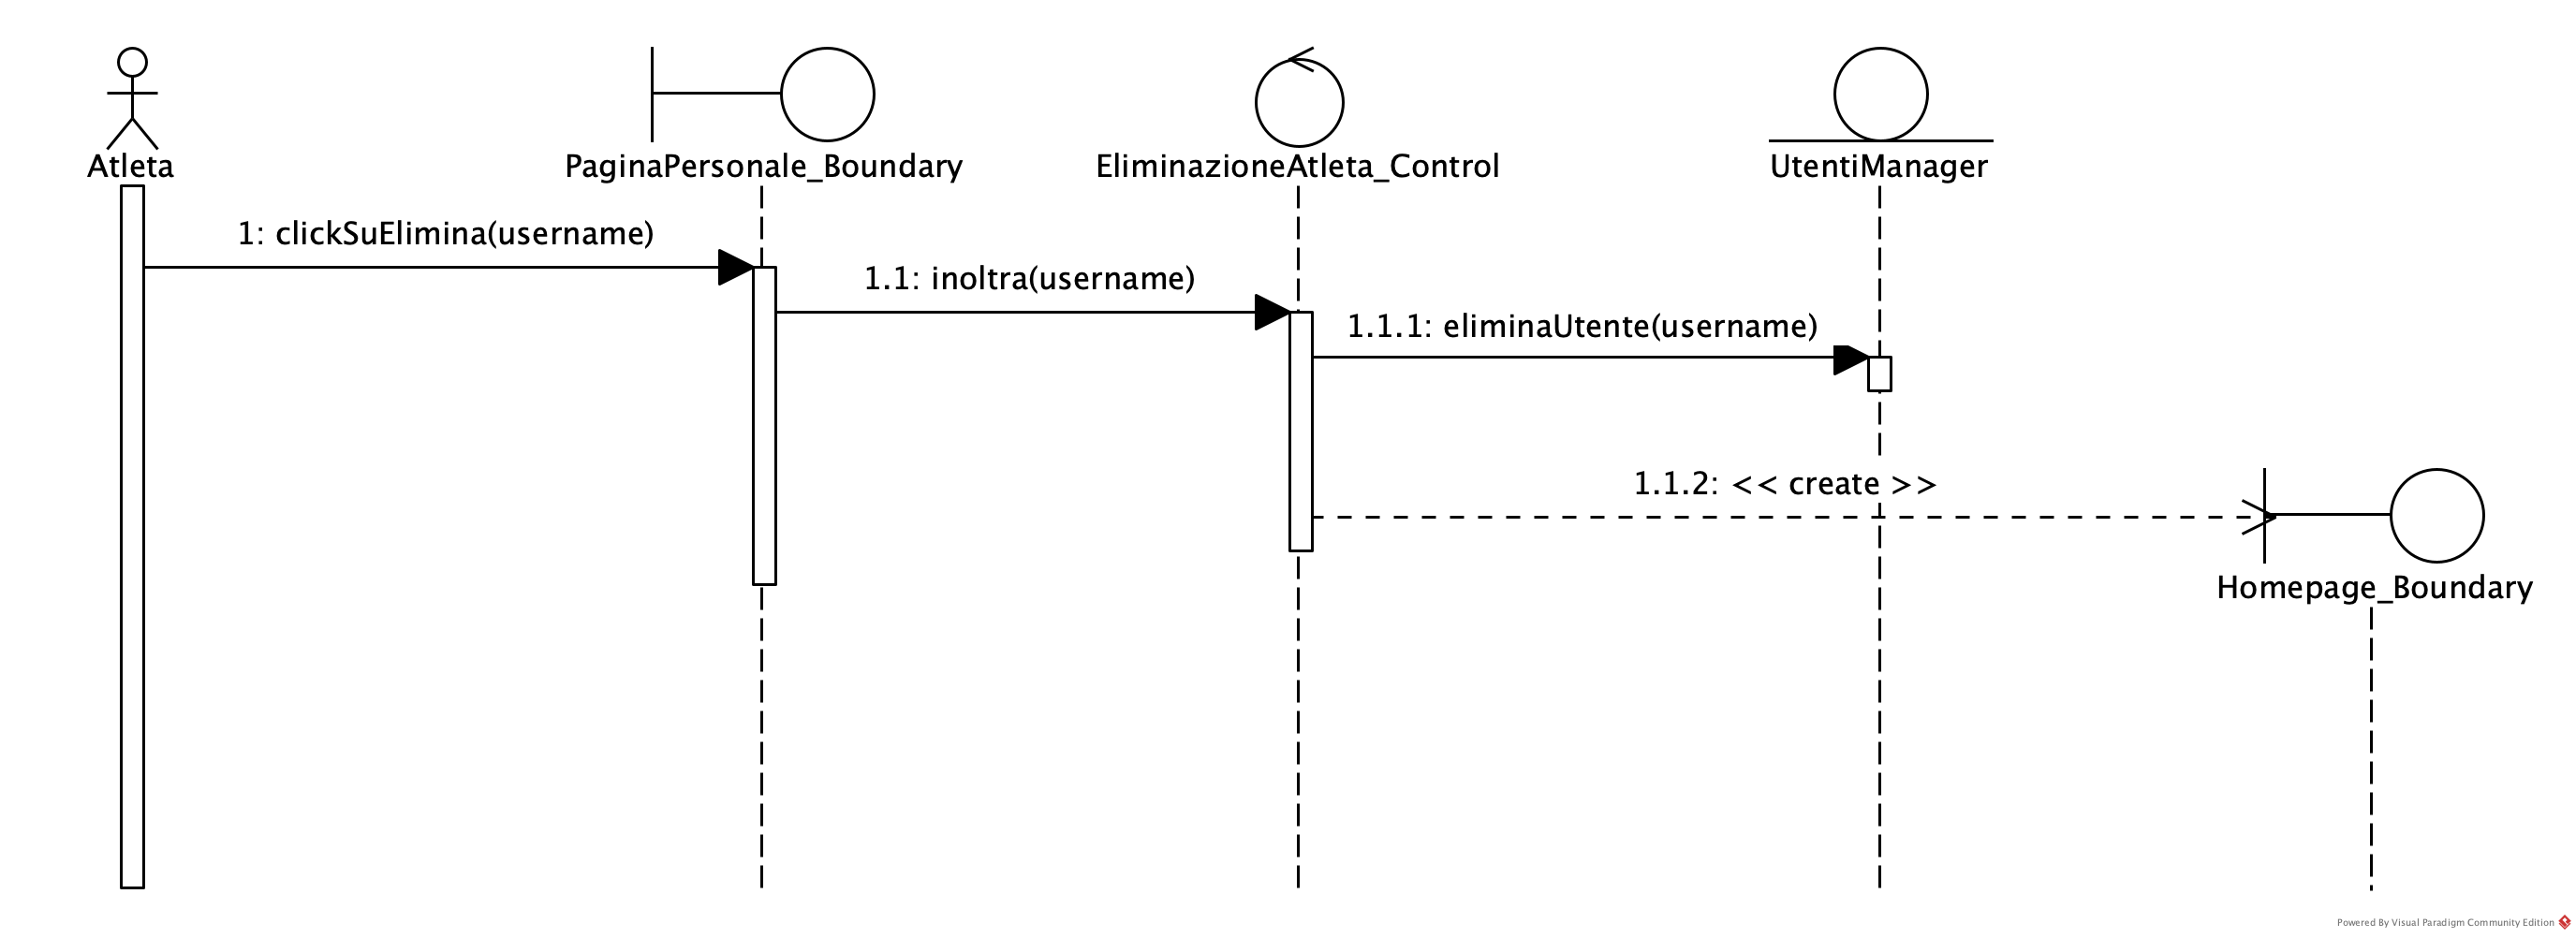 Atleta
PaginaPersonale_Boundary
EliminazioneAtleta_Control
UtentiManager
1: clickSuElimina(username)
1.1: inoltra(username)
1.1.1: eliminaUtente(username)
1.1.2: << create >>
Homepage_Boundary
Powered By Visual Paradigm Community Edition